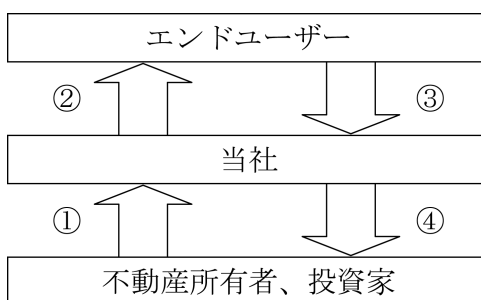 エンドユーザー
② ③
当社
① ④
不動産所有者、投資家